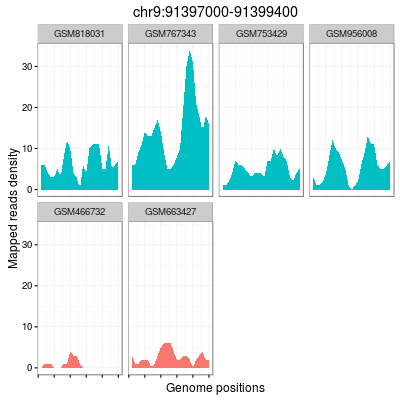 chr9:91397000-91399400
GSM818031 GSM767343 GSM753429 GSM956008
30
20
10
0
GSM466732 GSM663427
30
20
10
0
Mapped reads density
Genome positions